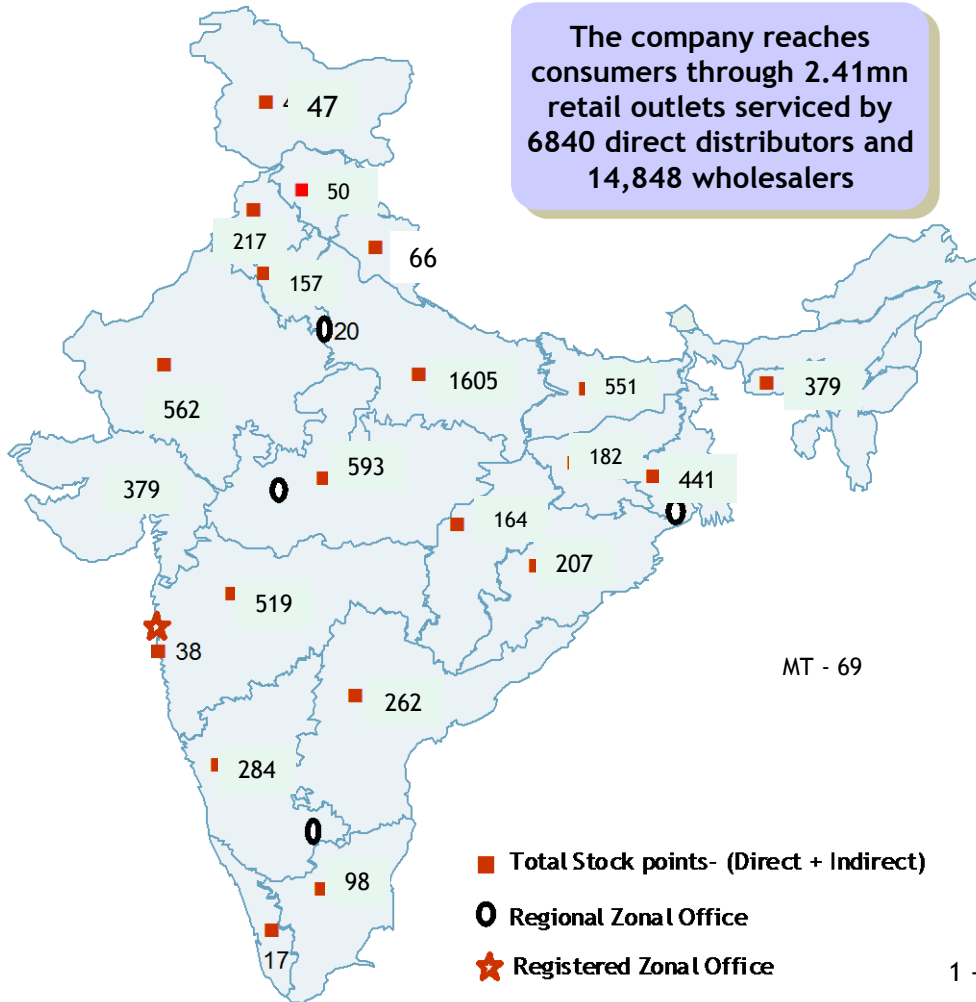 The company reaches
consumers through 2.41mn
retail outlets serviced by
6840 direct distributors and
14,848 wholesalers
47
50
217
66
157
20
1605
551
379
562
593
182
379
441
164
207
519
38
MT - 69
262
284
98
17
Total Stock points- (Direct + Indirect)
Regional Zonal Office
Registered Zonal Office
1 -